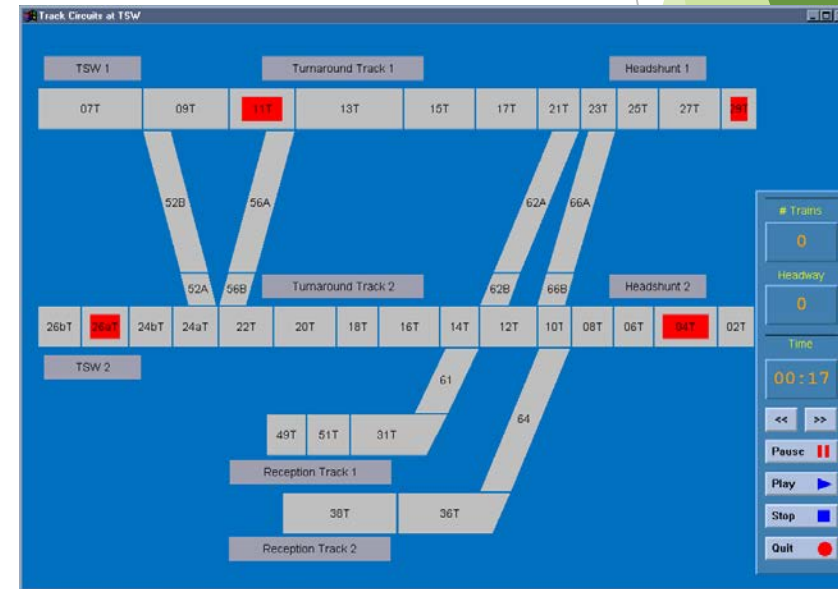 Track Circuits at TSW
TSW 1 Turnaround Track 1 Headshunt 1
07T 09T 11T 13T 15T 17T 21T 23T 25T 27T 29T
52B 56A 62A 66A
# Trains
0
Headway
0
Time
00:17
<< >>
Pause
Play
Stop
Quit
52A 56B Turnaround Track 2 62B 66B Headshunt 2
26bT 26aT 24bT 24aT 22T 20T 18T 16T 14T 12T 10T 08T 06T 04T 02T
TSW 2
61
64
49T 51T 31T
Reception Track 1
38T 36T
Reception Track 2